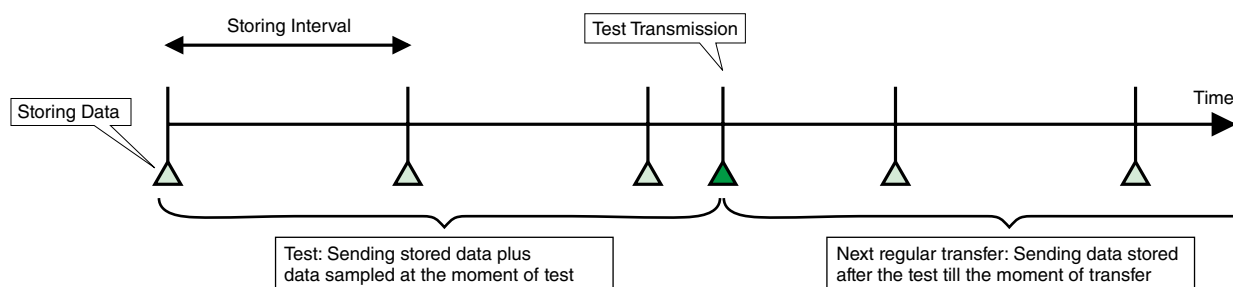 Storing Interval
Test Transmission
Storing Data
Time
Test: Sending stored data plus
data sampled at the moment of test
Next regular transfer: Sending data stored
after the test till the moment of transfer